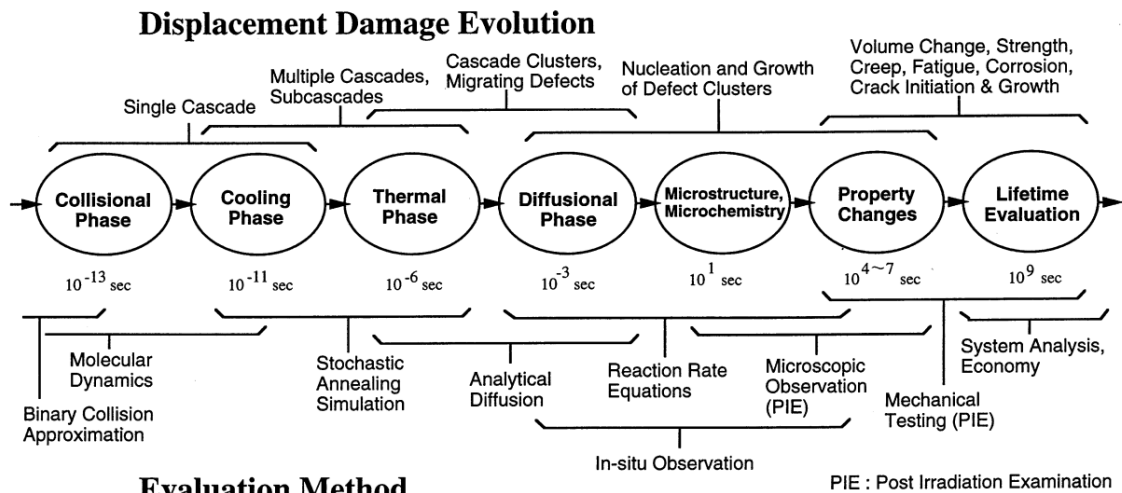 Displacement Damage Evolution
Single Cascade
Multiple Cascades,
Subcascades
Cascade Clusters,
Migrating Defects
Nucleation and Growth
of Defect Clusters
Volume Change, Strength,
Creep, Fatigue, Corrosion,
Crack Initiation & Growth
Collisional
Phase
Cooling
Phase
Thermal
Phase
Diffusional
Phase
Microstructure,
Microchemistry
Property
Changes
Lifetime
Evaluation
10^-13 sec
10^-11 sec
10^-6 sec
10^-3 sec
10^1 sec
10^4~7 sec
10^9 sec
Binary Collision
Approximation
Molecular
Dynamics
Stochastic
Annealing
Simulation
Analytical
Diffusion
Reaction Rate
Equations
Microscopic
Observation
(PIE)
Mechanical
Testing (PIE)
System Analysis,
Economy
In-situ Observation
Evaluation Method
PIE : Post Irradiation Examination